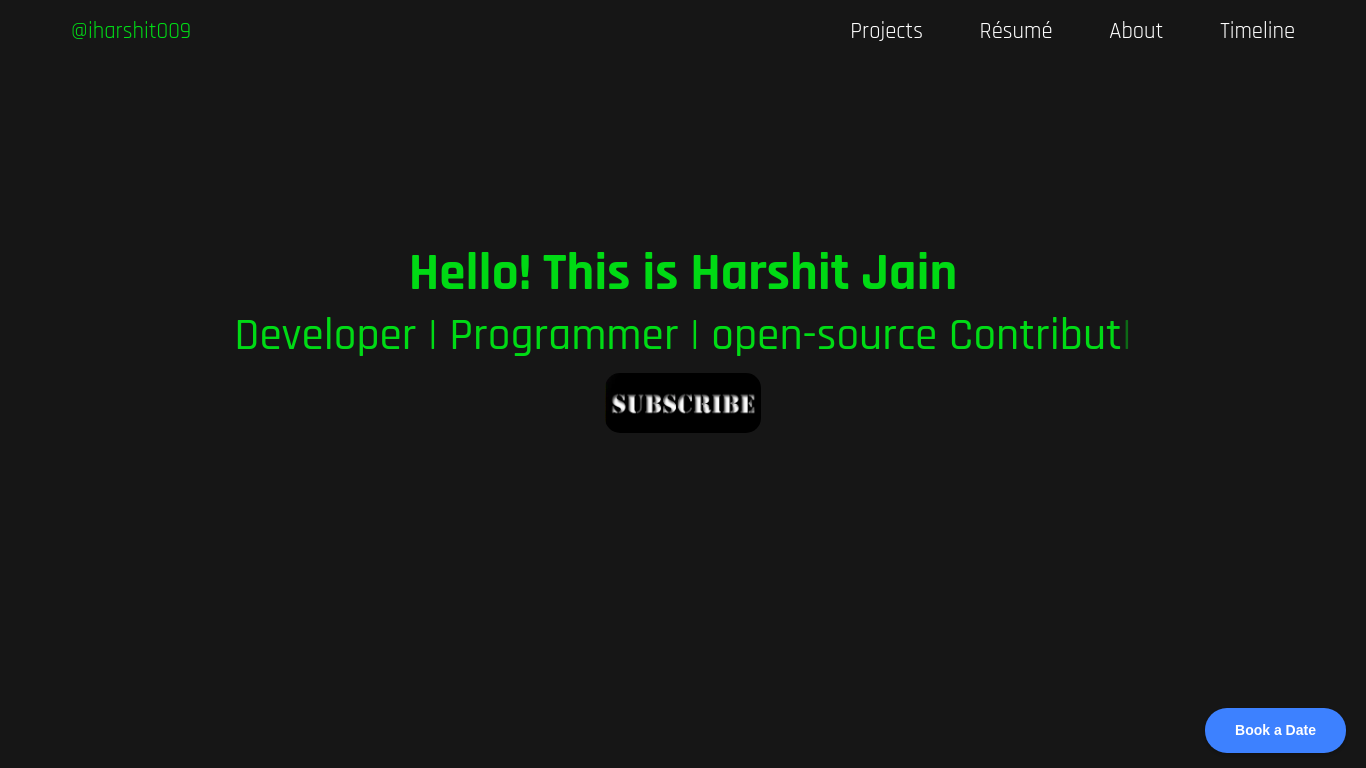 @iharshit009 Projects Résumé About Timeline
Hello! This is Harshit Jain
Developer | Programmer | open-source Contribut|
SUBSCRIBE
Book a Date